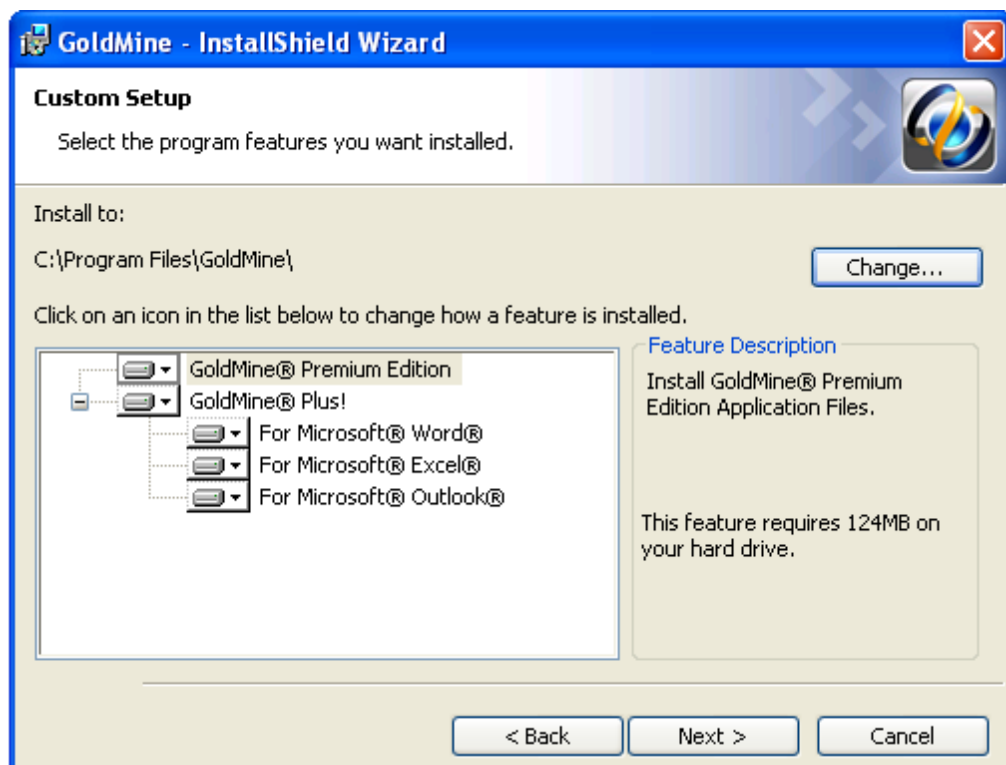 GoldMine - InstallShield Wizard
Custom Setup
Select the program features you want installed.
Install to:
C:\Program Files\GoldMine\
Change...
Click on an icon in the list below to change how a feature is installed.
GoldMine® Premium Edition
GoldMine® Plus!
For Microsoft® Word®
For Microsoft® Excel®
For Microsoft® Outlook®
Feature Description
Install GoldMine® Premium
Edition Application Files.
This feature requires 124MB on
your hard drive.
< Back
Next >
Cancel